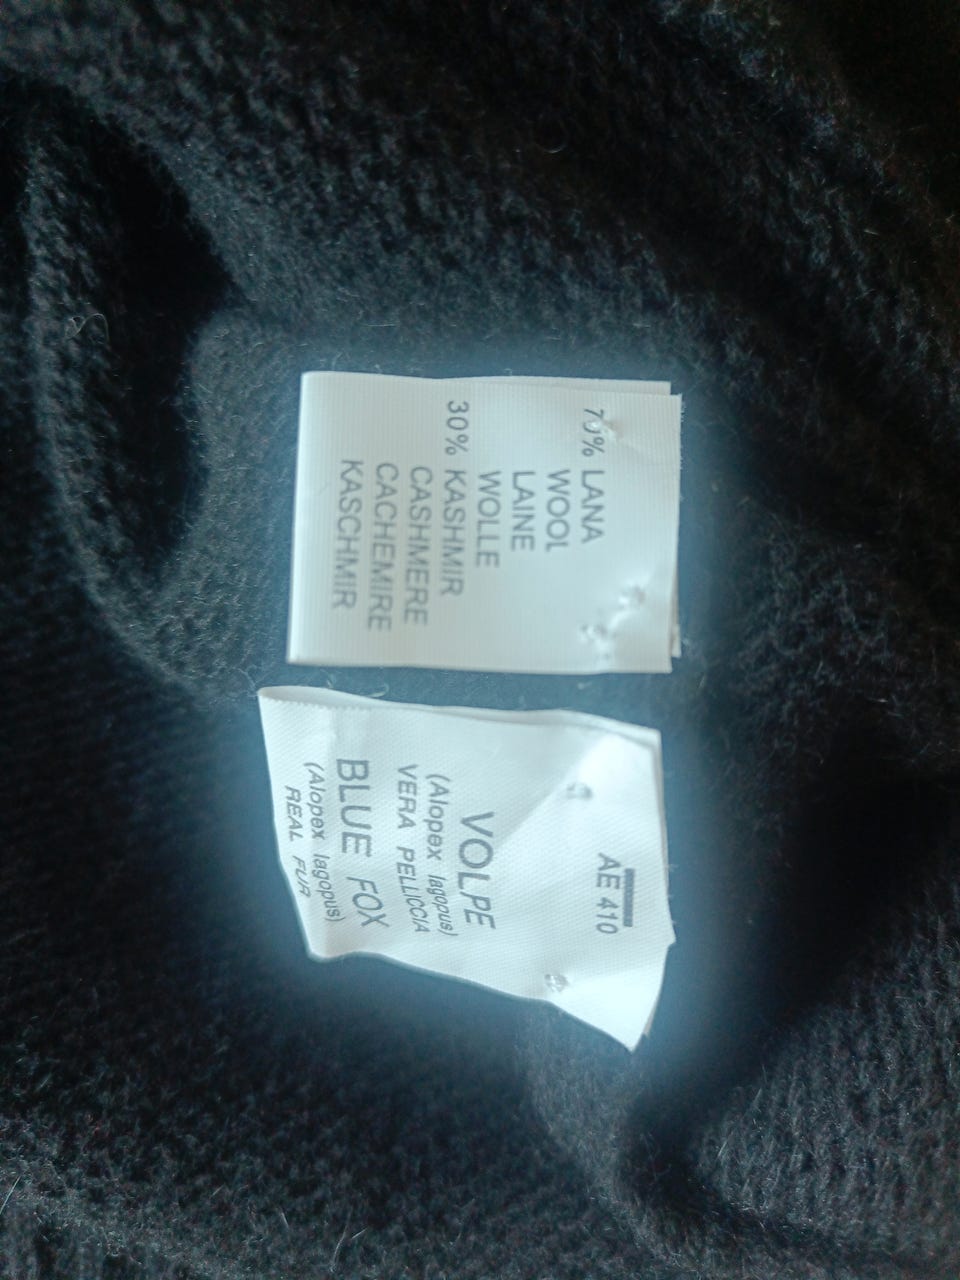 70% LANA
WOOL
LAINE
WOLLE
30% KASHMIR
CASHMERE
CACHEMIRE
KASCHMIR
AE 410
VOLPE
(Alopex lagopus)
VERA PELLICCIA
BLUE FOX
(Alopex lagopus)
REAL FUR